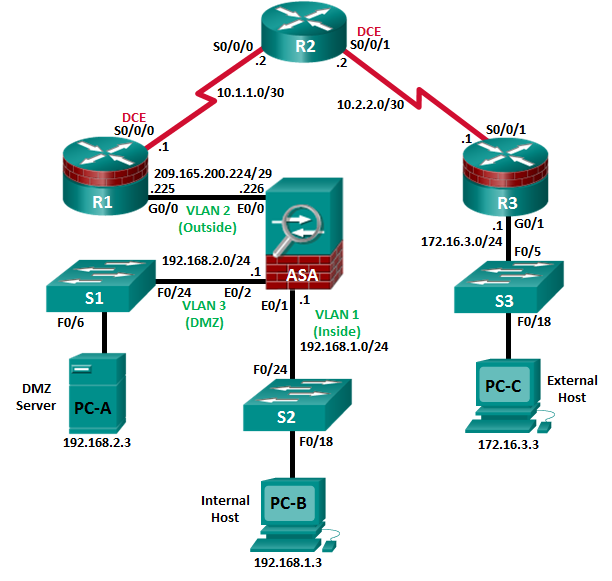 R2
S0/0/0
.2
DCE
S0/0/1
.2
10.1.1.0/30
10.2.2.0/30
DCE
S0/0/0
.1
R1
209.165.200.224/29
.225
.226
G0/0
E0/0
VLAN 2
(Outside)
S0/0/1
.1
R3
.1
G0/1
172.16.3.0/24
F0/5
ASA
192.168.2.0/24
.1
S1
F0/24
E0/2
VLAN 3
(DMZ)
E0/1
.1
VLAN 1
(Inside)
192.168.1.0/24
F0/6
S3
F0/18
DMZ
Server
PC-A
192.168.2.3
F0/24
S2
F0/18
PC-C
External
Host
172.16.3.3
Internal
Host
PC-B
192.168.1.3